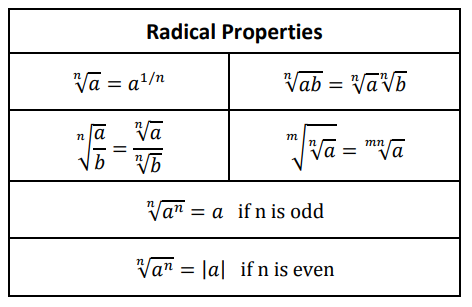 Radical Properties
ⁿ√a = a^{1/n}
ⁿ√ab = ⁿ√a ⁿ√b
ⁿ√(a/b) = ⁿ√a / ⁿ√b
ᵐ√(ⁿ√a) = ᵐⁿ√a
ⁿ√aⁿ = a if n is odd
ⁿ√aⁿ = |a| if n is even